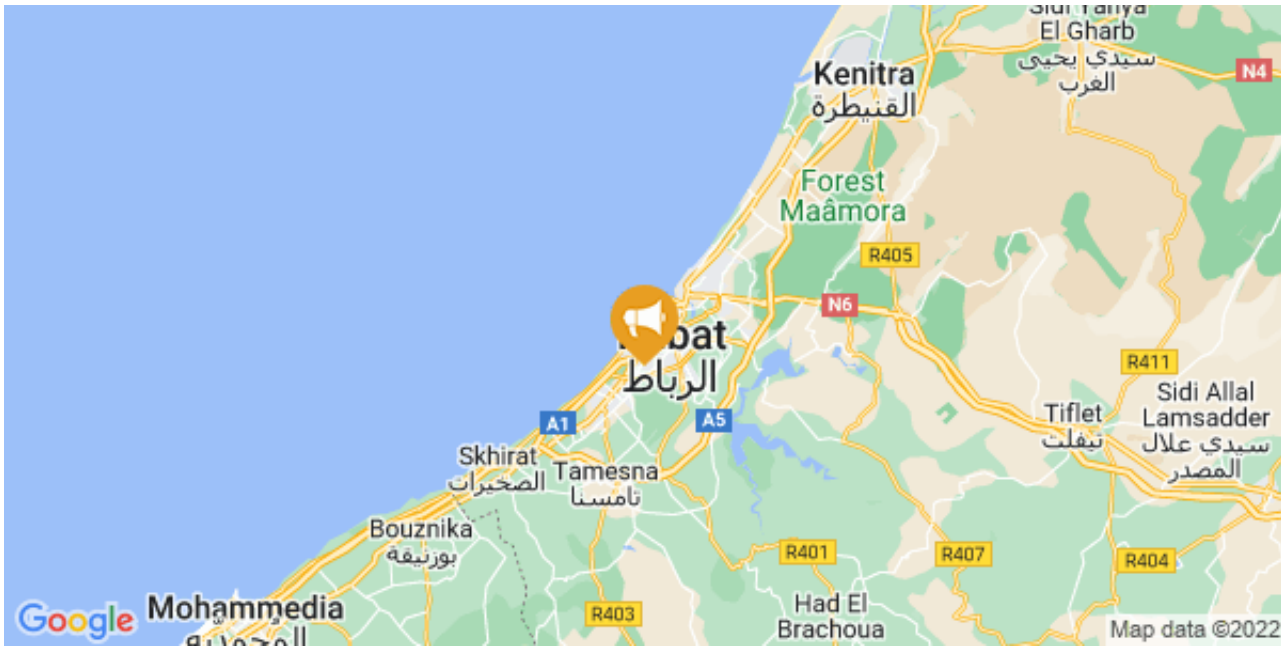 Sidi Yahya
El Gharb
سيدي يحيى
الغرب
N4
Kenitra
القنيطرة
Forest
Maâmora
R405
N6
الرباط
R411
Sidi Allal
Lamsadder
سيدي علال
المصدر
Tiflet
تيفلت
A1
A5
Skhirat
الصخيرات
Tamesna
تامسنا
Bouznika
بوزنيقة
R401
R407
R404
R403
Had El
Brachoua
Mohammedia
المحمدية
Google
Map data ©2022